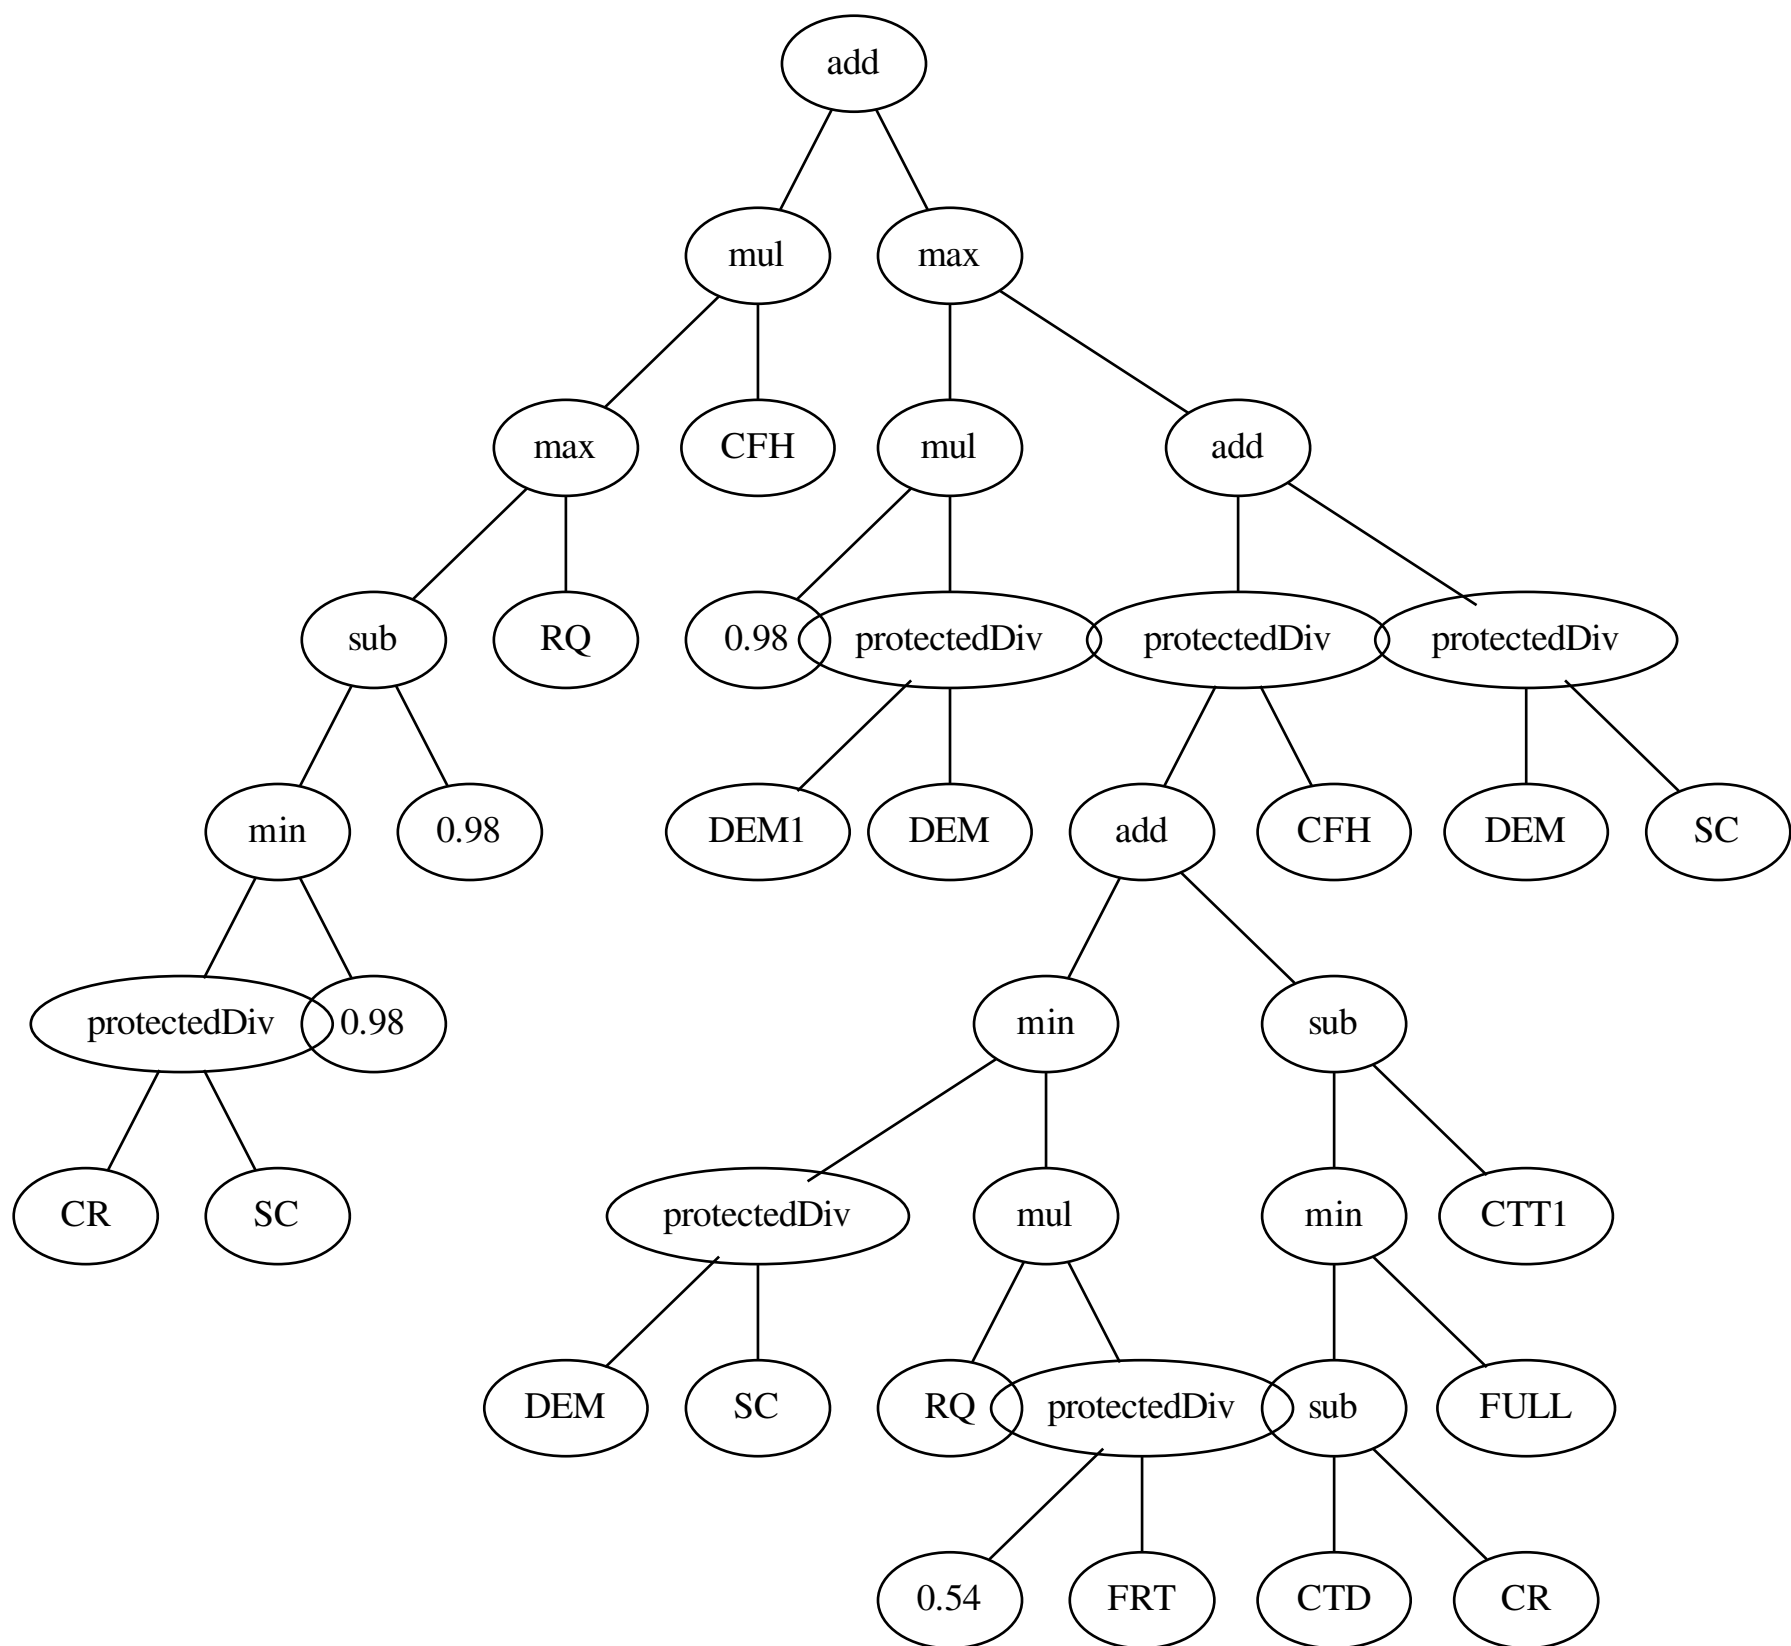 add
mul max
max CFH mul add
sub RQ 0.98 protectedDiv protectedDiv protectedDiv
min 0.98 DEM1 DEM add CFH DEM SC
protectedDiv 0.98 min sub
CR SC protectedDiv mul min CTT1
DEM SC RQ protectedDiv sub FULL
0.54 FRT CTD CR